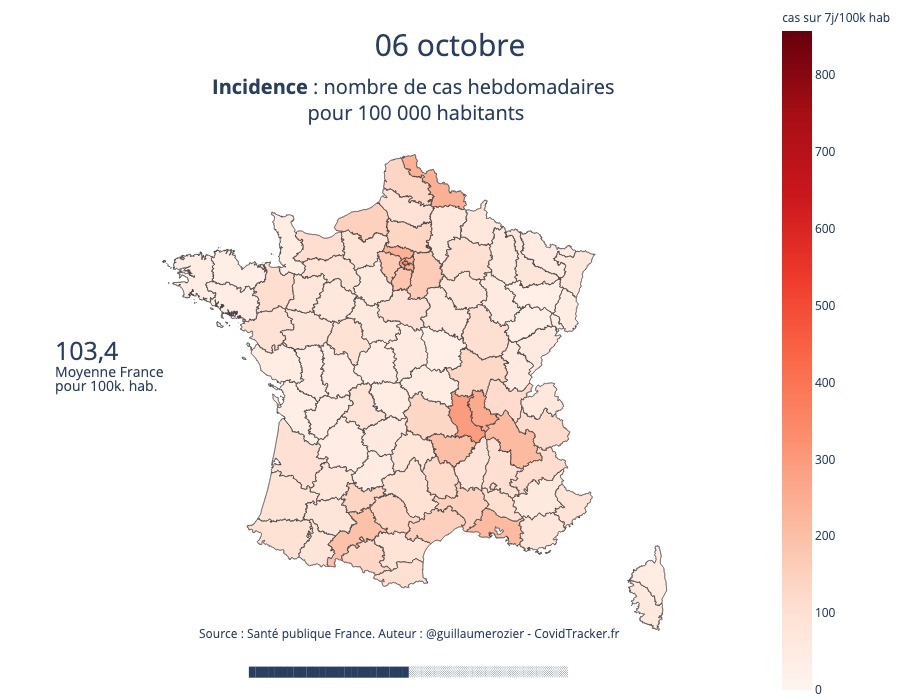 cas sur 7j/100k hab
06 octobre
Incidence : nombre de cas hebdomadaires
pour 100 000 habitants
800
700
600
500
400
300
200
100
0
103,4
Moyenne France
pour 100k. hab.
Source : Santé publique France. Auteur : @guillaumerozier - CovidTracker.fr